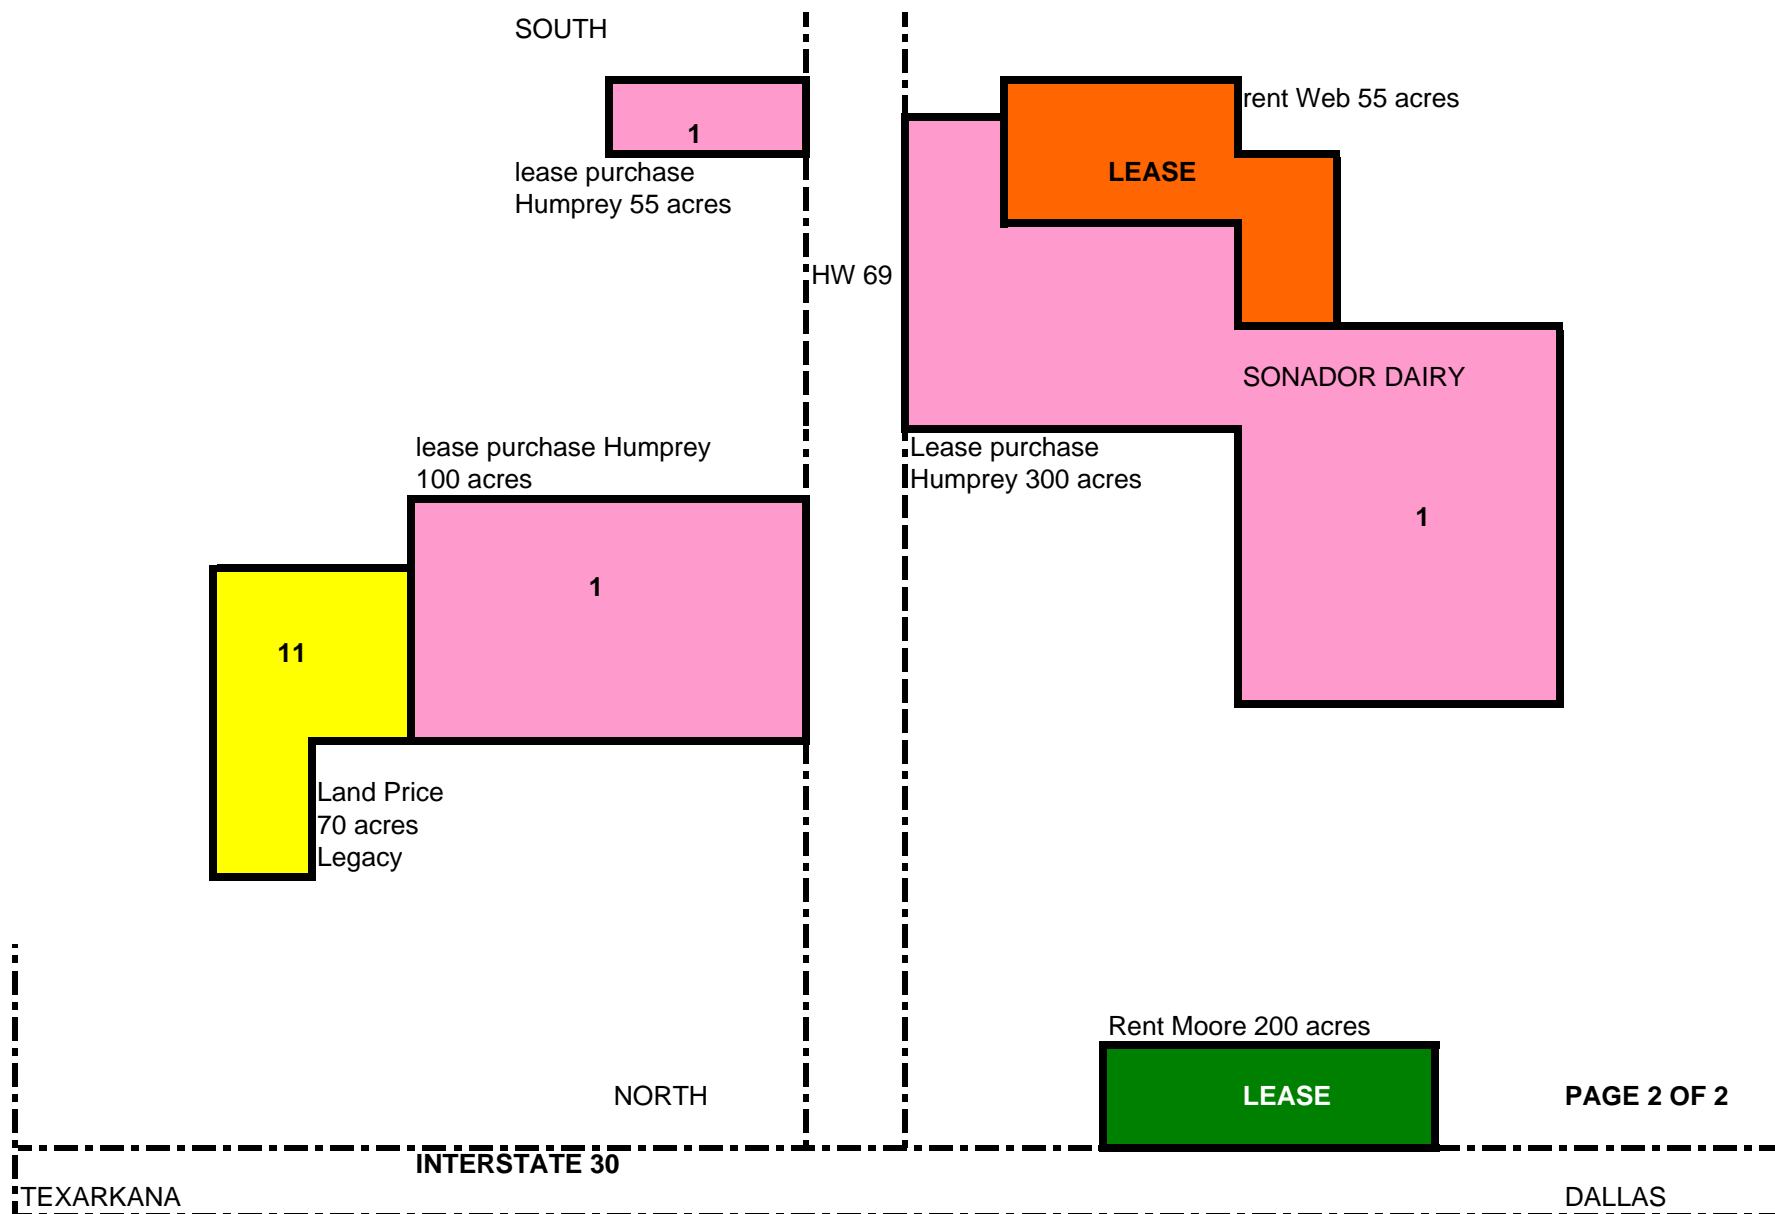 SOUTH
rent Web 55 acres
1
LEASE
lease purchase
Humprey 55 acres
HW 69
SONADOR DAIRY
lease purchase Humprey
100 acres
Lease purchase
Humprey 300 acres
1
1
11
Land Price
70 acres
Legacy
Rent Moore 200 acres
NORTH
LEASE
PAGE 2 OF 2
INTERSTATE 30
TEXARKANA
DALLAS